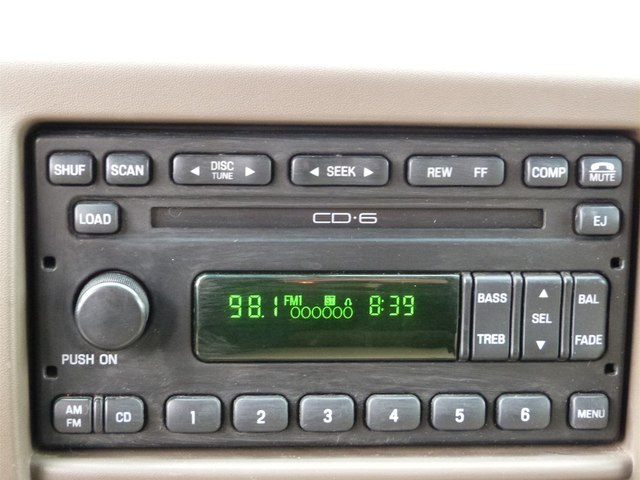 SHUF SCAN DISC TUNE SEEK REW FF COMP MUTE
LOAD CD·6 EJ
98.1 FM1 8:39
BASS SEL BAL
TREB FADE
PUSH ON
AM FM CD 1 2 3 4 5 6 MENU